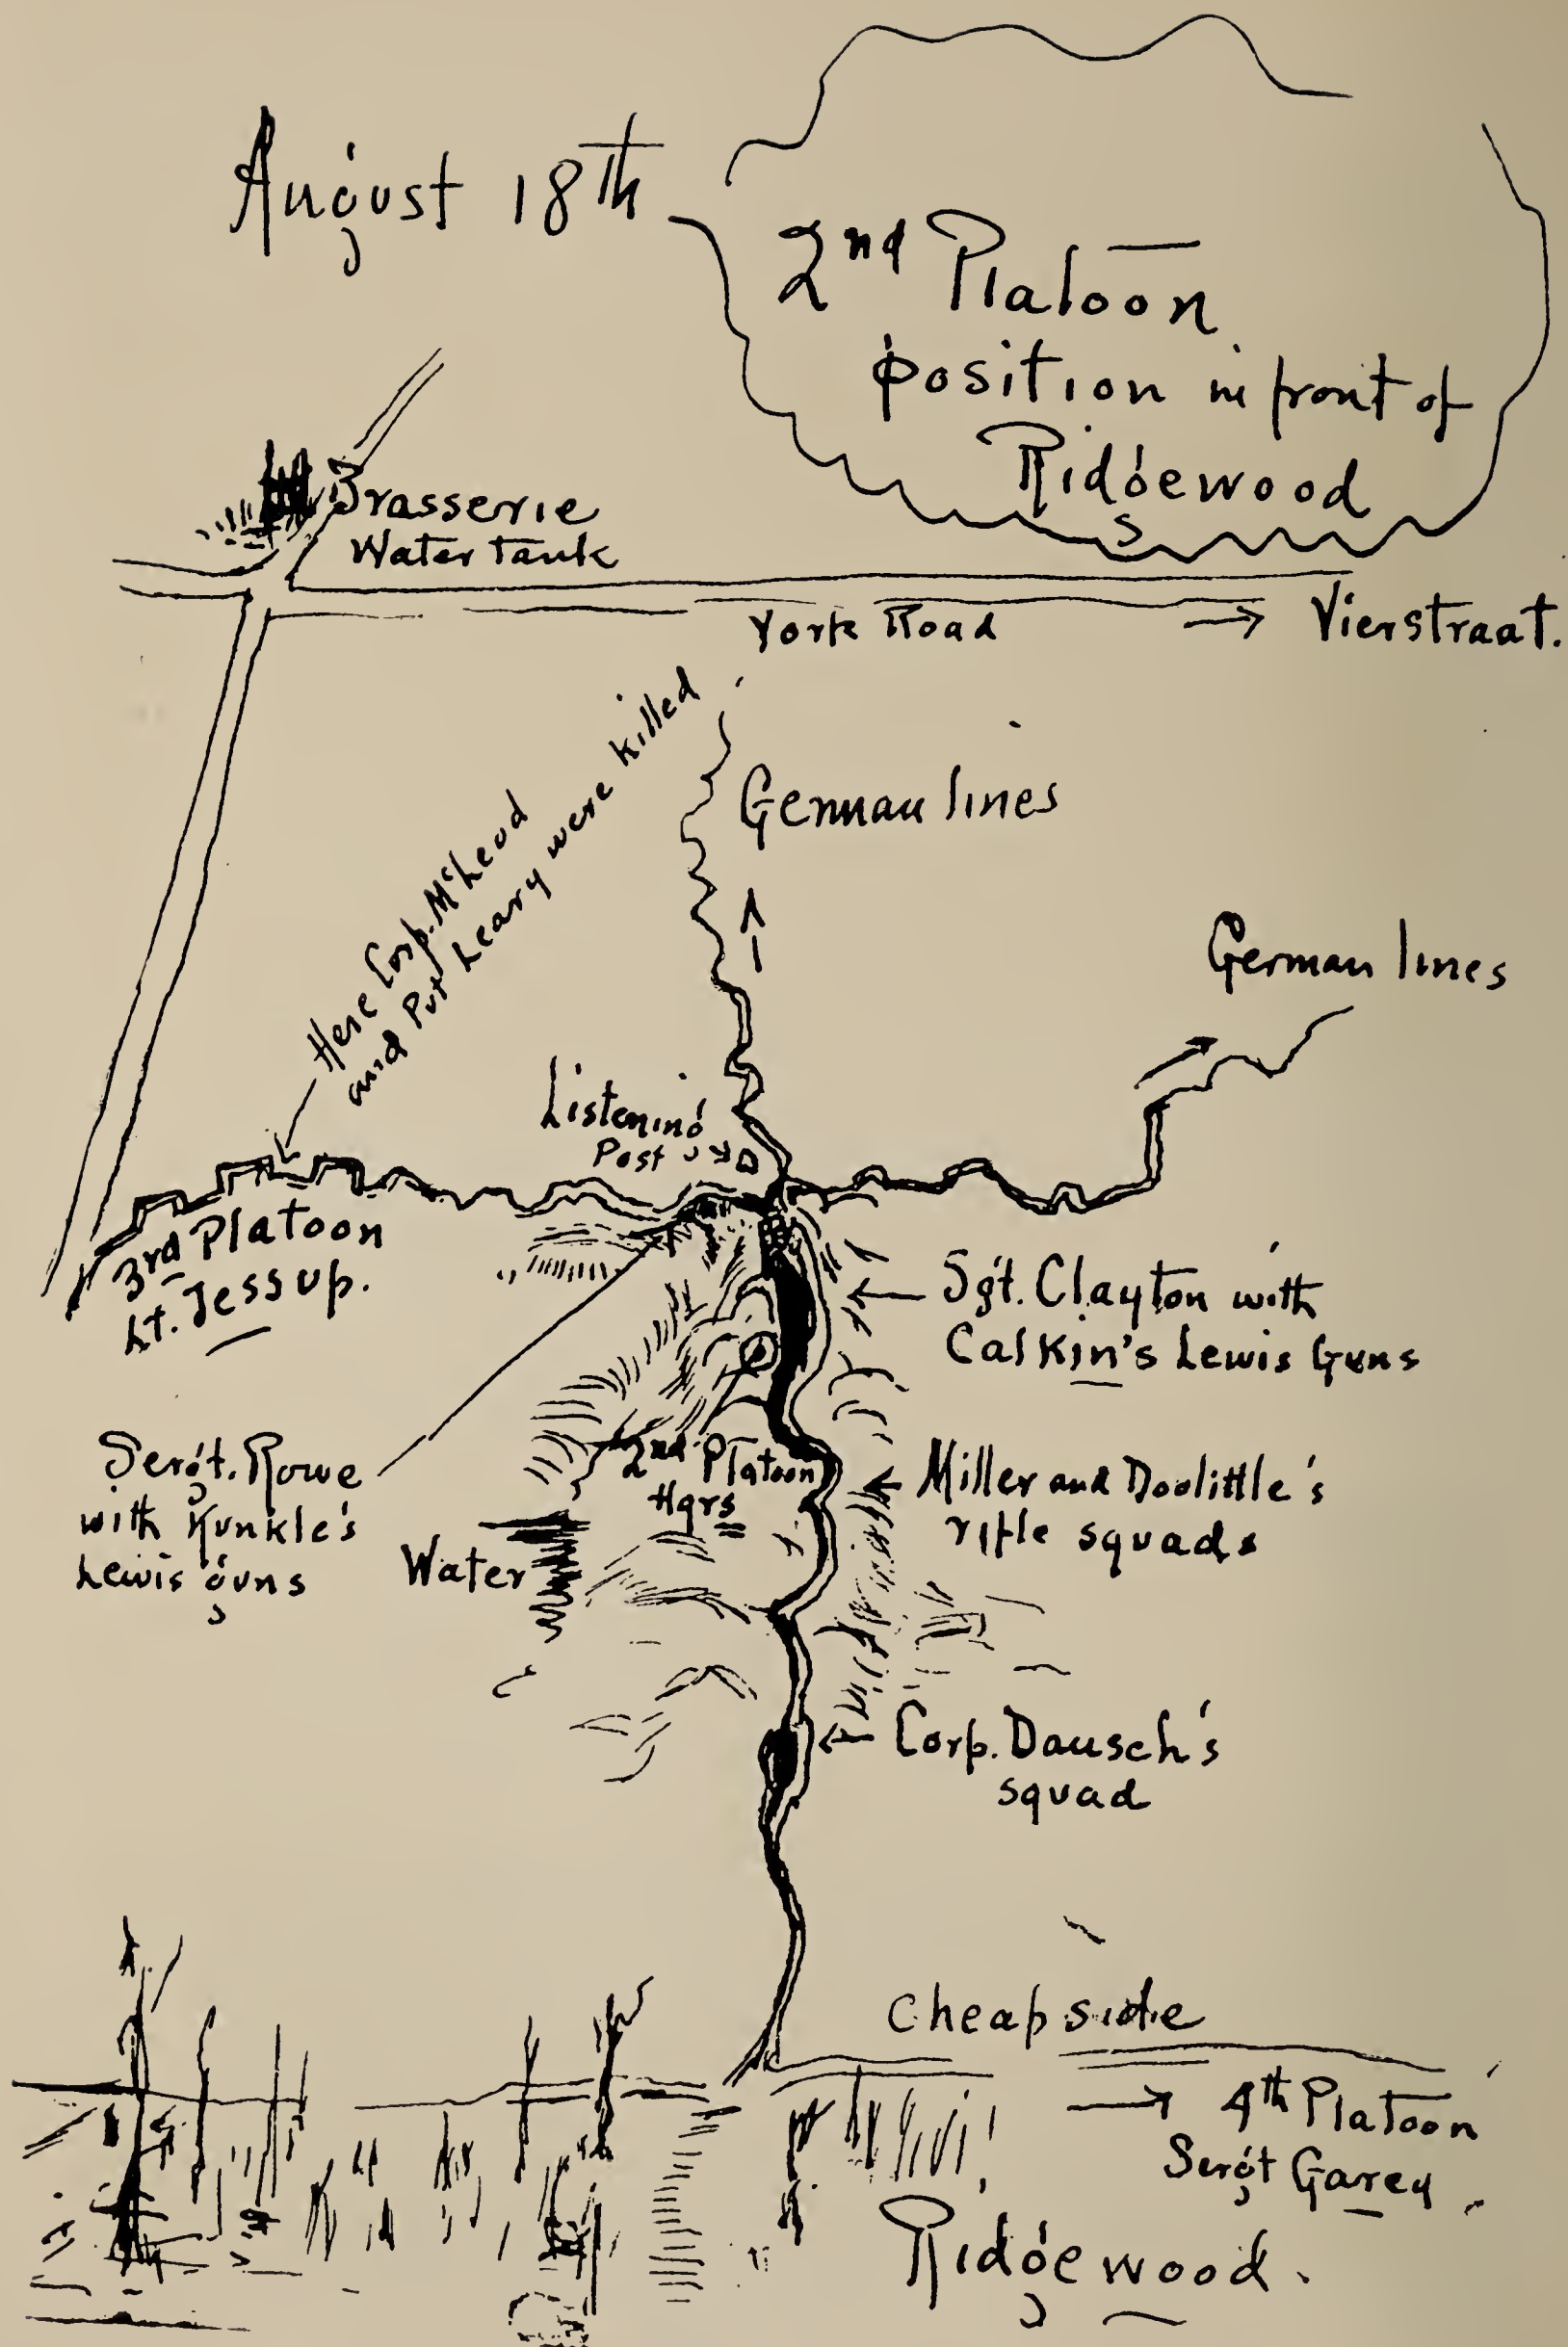 August 18th
2nd Platoon
position in front of
Ridgewood
Brasserie
Water tank
York Road
Vierstraat.
Here Corp. McLeod
and Pvt Leary were killed
German lines
German lines
Listening
Post
3rd Platoon
Lt. Jessup.
Sgt. Clayton with
Calkin's Lewis Guns
Sergt. Rowe
with Kunkle's
Lewis guns
2nd Platoon
Hqrs
Miller and Doolittle's
rifle squads
Water
Corp. Dausch's
squad
Cheapside
4th Platoon
Sergt Garey.
Ridgewood.